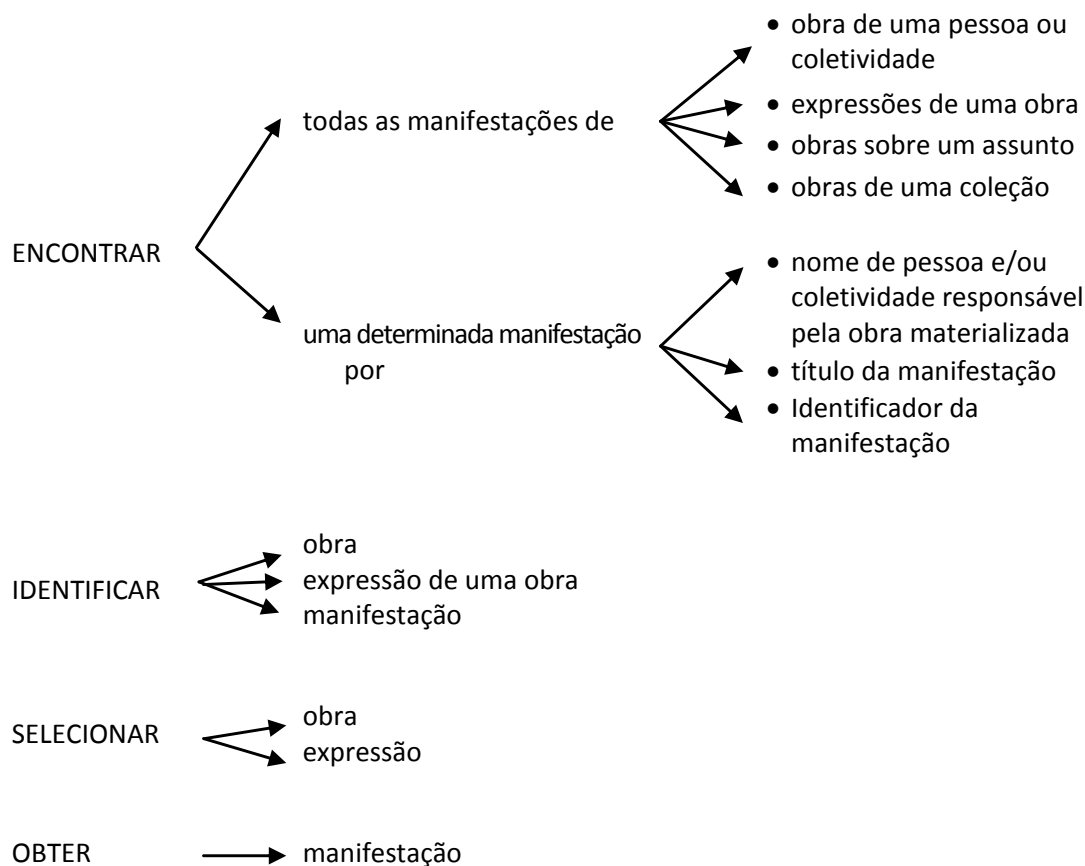 ENCONTRAR
todas as manifestações de
• obra de uma pessoa ou
coletividade
• expressões de uma obra
• obras sobre um assunto
• obras de uma coleção
uma determinada manifestação
por
• nome de pessoa e/ou
coletividade responsável
pela obra materializada
• título da manifestação
• Identificador da
manifestação
IDENTIFICAR
obra
expressão de uma obra
manifestação
SELECIONAR
obra
expressão
OBTER
manifestação